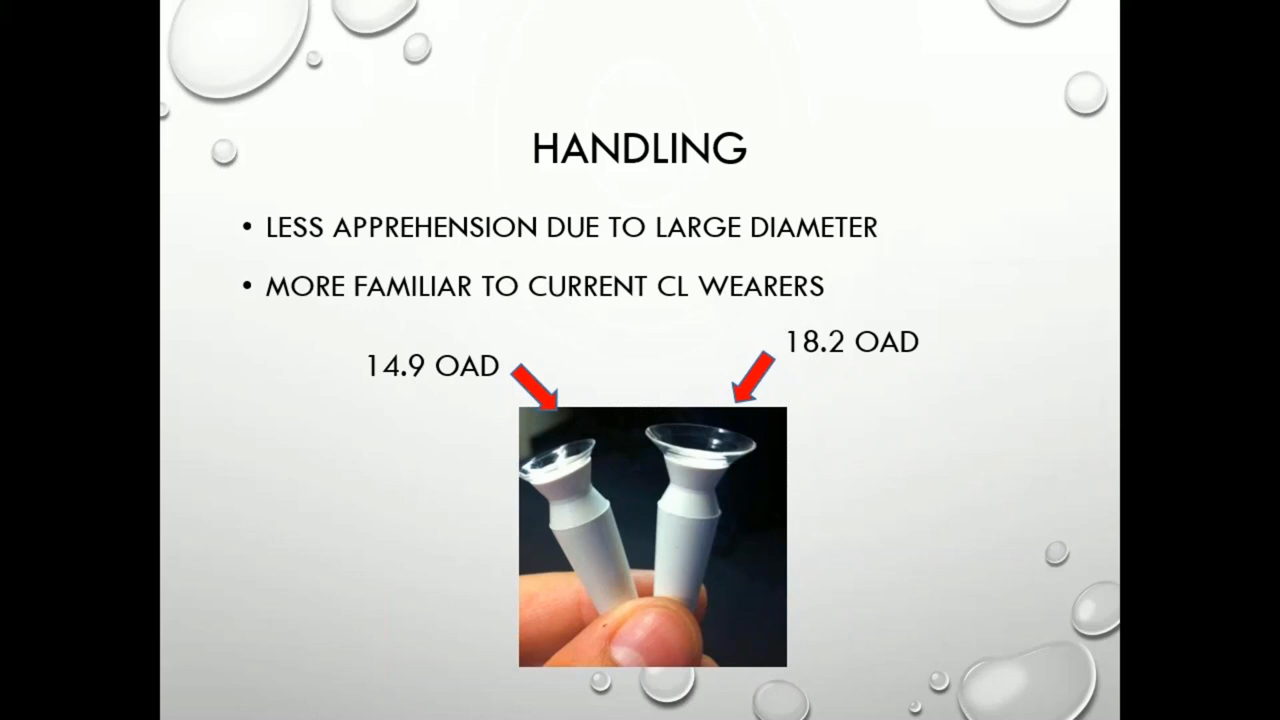 HANDLING
• LESS APPREHENSION DUE TO LARGE DIAMETER
• MORE FAMILIAR TO CURRENT CL WEARERS
18.2 OAD
14.9 OAD